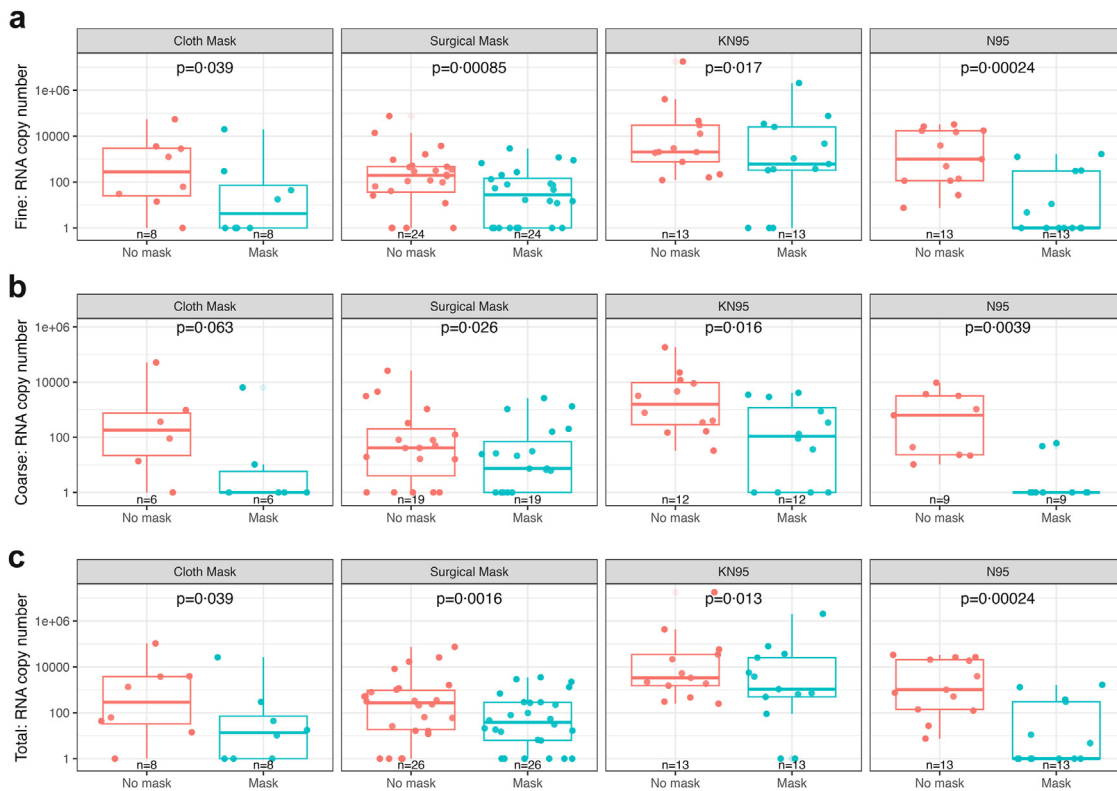 a
Cloth Mask Surgical Mask KN95 N95
p=0·039 p=0·00085 p=0·017 p=0·00024
Fine: RNA copy number
1e+06
10000
100
1
n=8 n=8 n=24 n=24 n=13 n=13 n=13 n=13
No mask Mask No mask Mask No mask Mask No mask Mask
b
Cloth Mask Surgical Mask KN95 N95
p=0·063 p=0·026 p=0·016 p=0·0039
Coarse: RNA copy number
1e+06
10000
100
1
n=6 n=6 n=19 n=19 n=12 n=12 n=9 n=9
No mask Mask No mask Mask No mask Mask No mask Mask
c
Cloth Mask Surgical Mask KN95 N95
p=0·039 p=0·0016 p=0·013 p=0·00024
Total: RNA copy number
1e+06
10000
100
1
n=8 n=8 n=26 n=26 n=13 n=13 n=13 n=13
No mask Mask No mask Mask No mask Mask No mask Mask